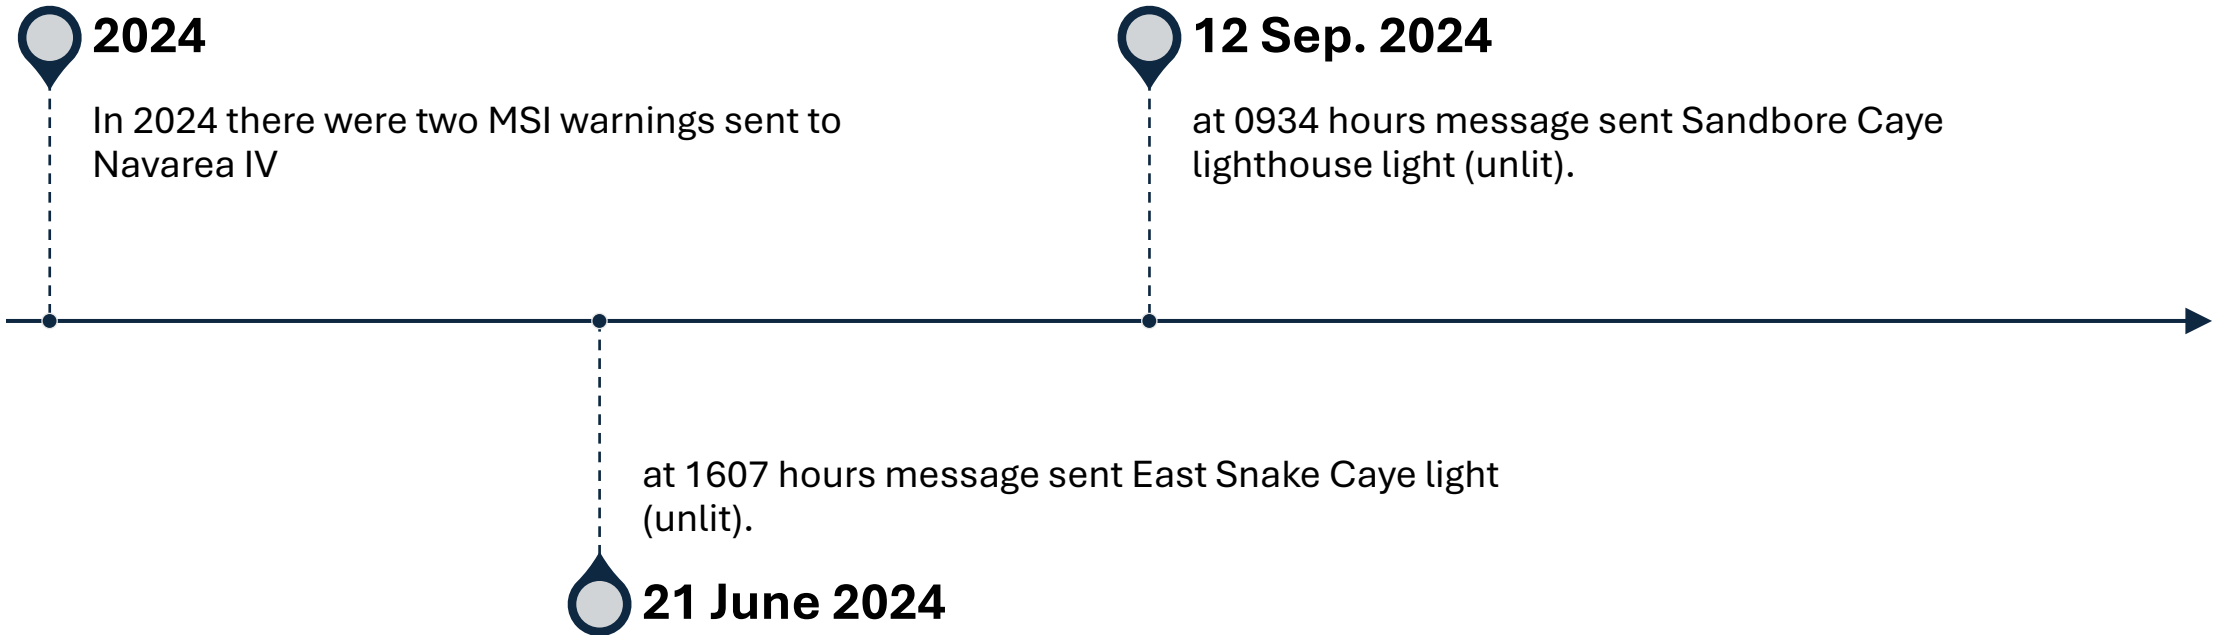 2024
In 2024 there were two MSI warnings sent to
Navarea IV
12 Sep. 2024
at 0934 hours message sent Sandbore Caye
lighthouse light (unlit).
at 1607 hours message sent East Snake Caye light
(unlit).
21 June 2024